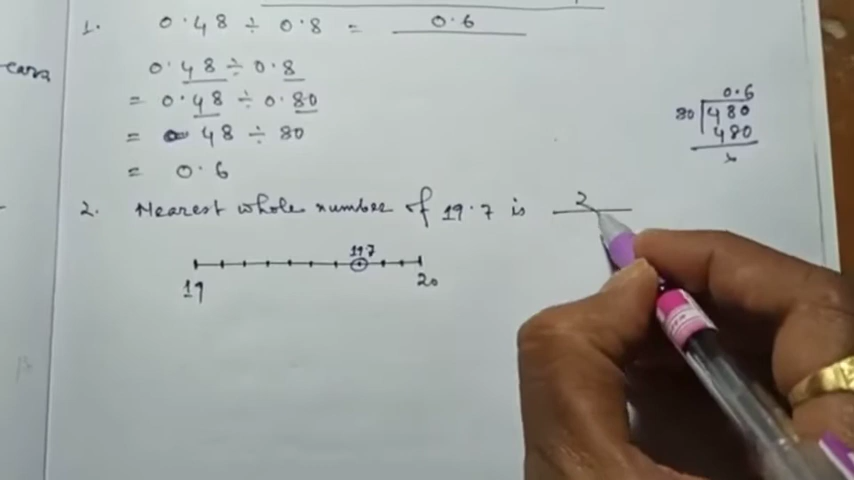 1. 0.48 ÷ 0.8 = 0.6
0.48 ÷ 0.8
= 0.48 ÷ 0.80
= 48 ÷ 80
= 0.6
0.6
80 480
480
x
2. Nearest whole number of 19.7 is 2
19.7
19 20